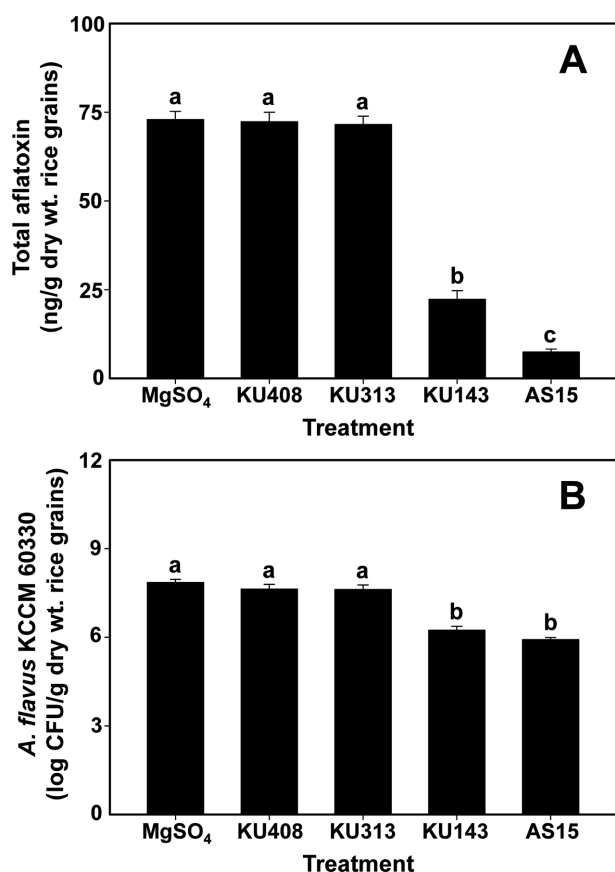 A
Total aflatoxin
(ng/g dry wt. rice grains)
100
75
50
25
0
a
a
a
b
c
MgSO₄ KU408 KU313 KU143 AS15
Treatment
B
A. flavus KCCM 60330
(log CFU/g dry wt. rice grains)
12
9
6
3
0
a
a
a
b
b
MgSO₄ KU408 KU313 KU143 AS15
Treatment